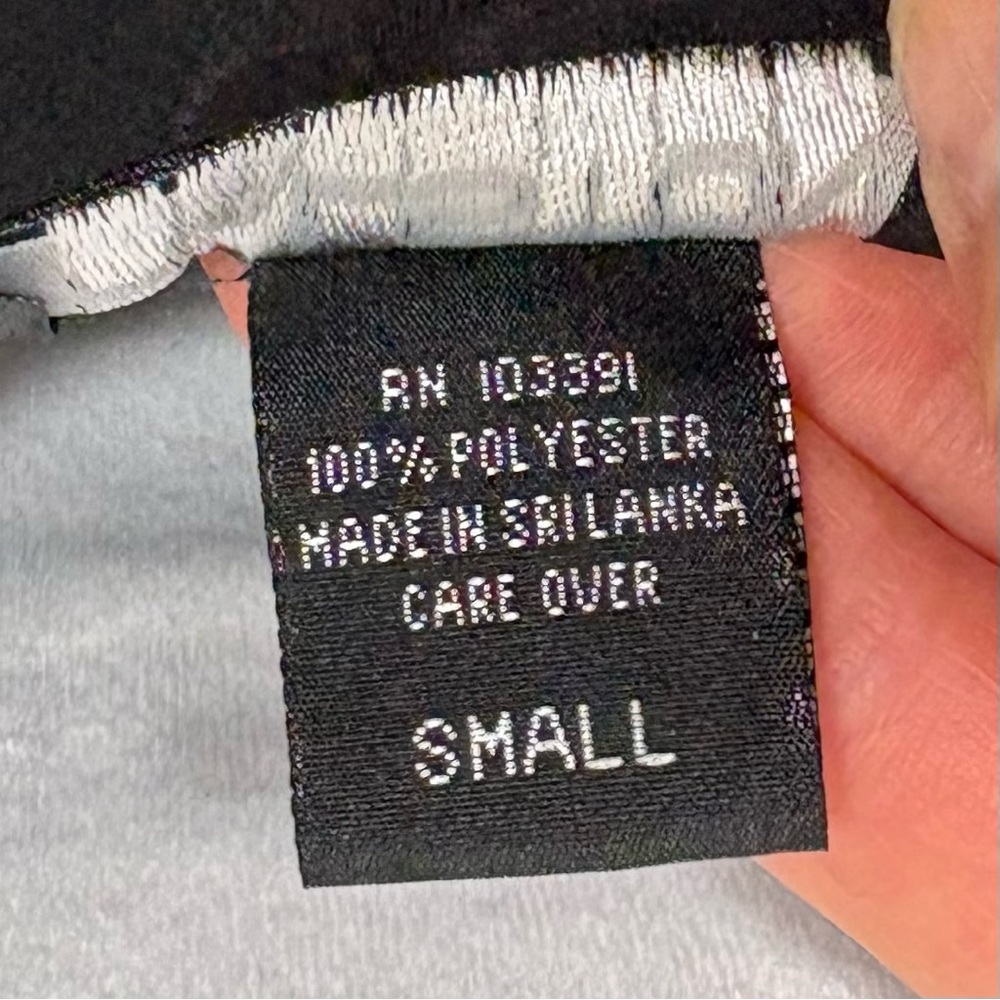 RN 103391
100% POLYESTER
MADE IN SRI LANKA
CARE OVER
SMALL